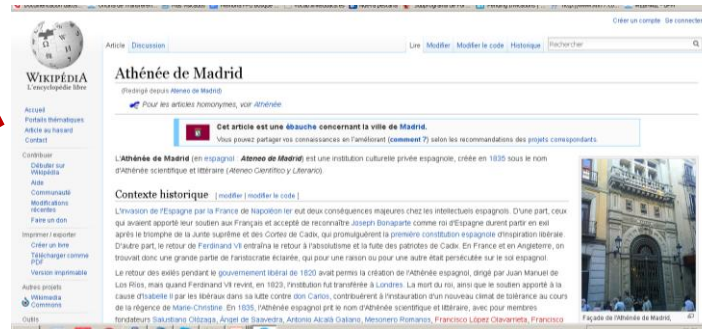 Créer un compte Se connecter
Article Discussion
Lire Modifier Modifier le code Historique Rechercher
WIKIPÉDIA
L'encyclopédie libre
Accueil
Portails thématiques
Article au hasard
Contact
Contribuer
Débuter sur
Wikipédia
Aide
Communauté
Modifications
récentes
Faire un don
Imprimer / exporter
Créer un livre
Télécharger comme
PDF
Version imprimable
Autres projets
Wikimedia
Commons
Outils
Athénée de Madrid
(Redirigé depuis Ateneo de Madrid)
Pour les articles homonymes, voir Athénée.
Cet article est une ébauche concernant la ville de Madrid.
Vous pouvez partager vos connaissances en l'améliorant (comment ?) selon les recommandations des projets correspondants.
L'Athénée de Madrid (en espagnol : Ateneo de Madrid) est une institution culturelle privée espagnole, créée en 1835 sous le nom
d'Athénée scientifique et littéraire (Ateneo Científico y Literario).
Contexte historique [ modifier | modifier le code ]
L'invasion de l'Espagne par la France de Napoléon Ier eut deux conséquences majeures chez les intellectuels espagnols. D'une part, ceux
qui avaient apporté leur soutien aux Français et accepté de reconnaître Joseph Bonaparte comme roi d'Espagne durent partir en exil
après le triomphe de la Junte suprême et des Cortes de Cadix, qui promulguèrent la première constitution espagnole d'inspiration libérale.
D'autre part, le retour de Ferdinand VII entraîna le retour à l'absolutisme et la fuite des patriotes de Cadix. En France et en Angleterre, on
trouvait donc une grande partie de l'aristocratie éclairée, qui pour une raison ou pour une autre était persécutée sur le sol espagnol.
Le retour des exilés pendant le gouvernement libéral de 1820 avait permis la création de l'Athénée espagnol, dirigé par Juan Manuel de
Los Ríos, mais quand Ferdinand VII revint, en 1823, l'institution fut transférée à Londres. La mort du roi, ainsi que le soutien apporté à la
cause d'Isabelle II par les libéraux dans sa lutte contre don Carlos, contribuèrent à l'instauration d'un nouveau climat de tolérance au cours
de la régence de Marie-Christine. En 1835, l'Athénée espagnol prit le nom d'Athénée scientifique et littéraire, avec pour membres
fondateurs Salustiano Olózaga, Ángel de Saavedra, Antonio Alcalá Galiano, Mesonero Romanos, Francisco López Olavarrieta, Francisco
Façade de l'Athénée de Madrid,